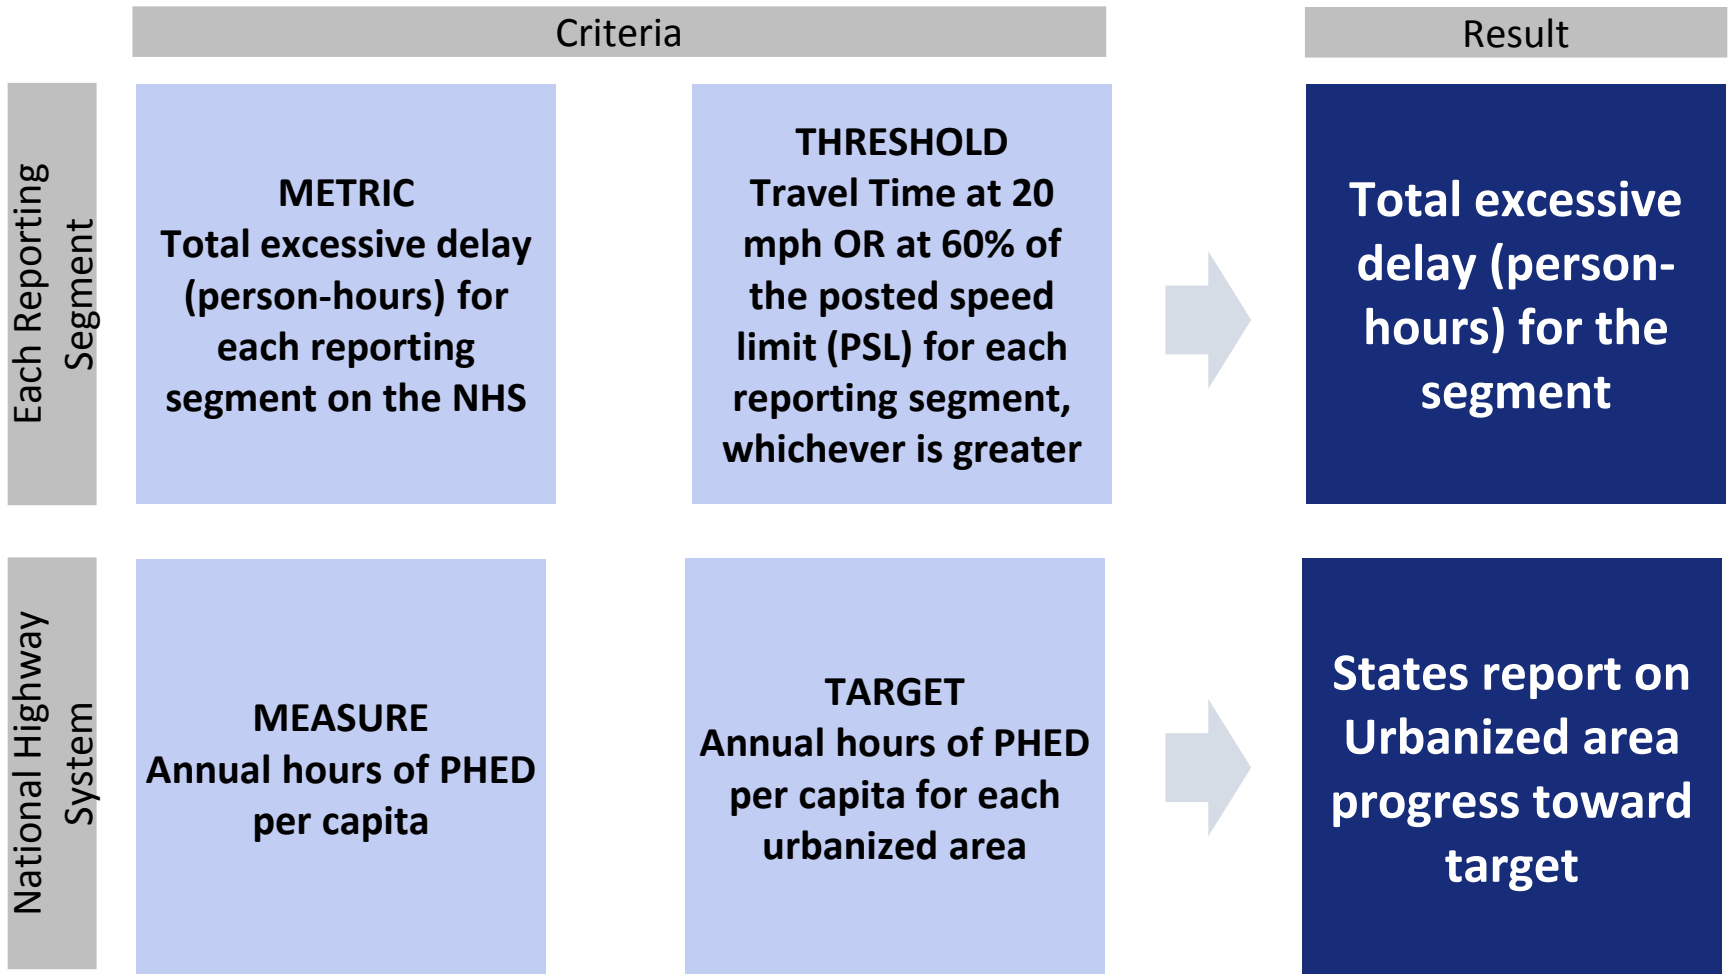 Criteria
Result
Each Reporting
Segment
METRIC
Total excessive delay
(person-hours) for
each reporting
segment on the NHS
THRESHOLD
Travel Time at 20
mph OR at 60% of
the posted speed
limit (PSL) for each
reporting segment,
whichever is greater
Total excessive
delay (person-
hours) for the
segment
National Highway
System
MEASURE
Annual hours of PHED
per capita
TARGET
Annual hours of PHED
per capita for each
urbanized area
States report on
Urbanized area
progress toward
target